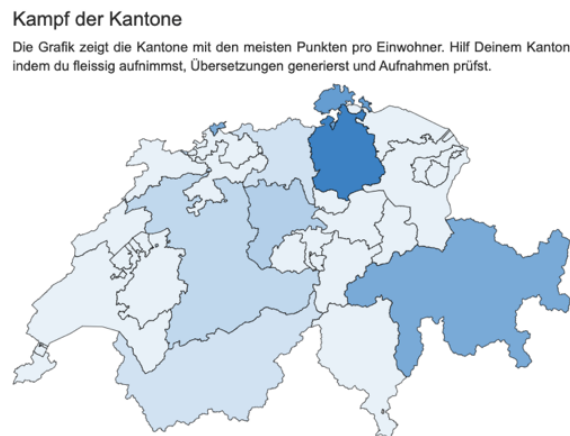 Kampf der Kantone
Die Grafik zeigt die Kantone mit den meisten Punkten pro Einwohner. Hilf Deinem Kanton
indem du fleissig aufnimmst, Übersetzungen generierst und Aufnahmen prüfst.